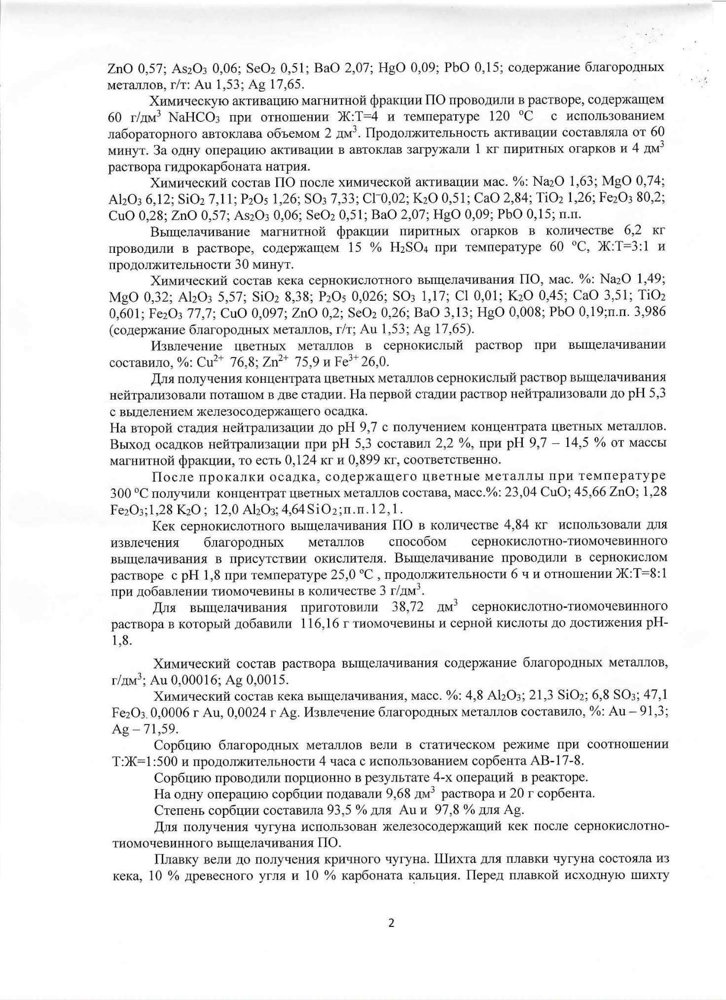 ZnO 0,57; As₂O₃ 0,06; SeO₂ 0,51; BaO 2,07; HgO 0,09; PbO 0,15; содержание благородных
металлов, г/т: Au 1,53; Ag 17,65.
Химическую активацию магнитной фракции ПО проводили в растворе, содержащем
60 г/дм³ NaHCO₃ при отношении Ж:Т=4 и температуре 120 °С с использованием
лабораторного автоклава объемом 2 дм³. Продолжительность активации составляла от 60
минут. За одну операцию активации в автоклав загружали 1 кг пиритных огарков и 4 дм³
раствора гидрокарбоната натрия.
Химический состав ПО после химической активации мас. %: Na₂O 1,63; MgO 0,74;
Al₂O₃ 6,12; SiO₂ 7,11; P₂O₅ 1,26; SO₃ 7,33; Cl⁻0,02; K₂O 0,51; CaO 2,84; TiO₂ 1,26; Fe₂O₃ 80,2;
CuO 0,28; ZnO 0,57; As₂O₃ 0,06; SeO₂ 0,51; BaO 2,07; HgO 0,09; PbO 0,15; п.п.
Выщелачивание магнитной фракции пиритных огарков в количестве 6,2 кг
проводили в растворе, содержащем 15 % H₂SO₄ при температуре 60 °С, Ж:Т=3:1 и
продолжительности 30 минут.
Химический состав кека сернокислотного выщелачивания ПО, мас. %: Na₂O 1,49;
MgO 0,32; Al₂O₃ 5,57; SiO₂ 8,38; P₂O₅ 0,026; SO₃ 1,17; Cl 0,01; K₂O 0,45; CaO 3,51; TiO₂
0,601; Fe₂O₃ 77,7; CuO 0,097; ZnO 0,2; SeO₂ 0,26; BaO 3,13; HgO 0,008; PbO 0,19;п.п. 3,986
(содержание благородных металлов, г/т; Au 1,53; Ag 17,65).
Извлечение цветных металлов в сернокислый раствор при выщелачивании
составило, %: Cu²⁺ 76,8; Zn²⁺ 75,9 и Fe³⁺ 26,0.
Для получения концентрата цветных металлов сернокислый раствор выщелачивания
нейтрализовали поташом в две стадии. На первой стадии раствор нейтрализовали до рН 5,3
с выделением железосодержащего осадка.
На второй стадия нейтрализации до рН 9,7 с получением концентрата цветных металлов.
Выход осадков нейтрализации при рН 5,3 составил 2,2 %, при рН 9,7 – 14,5 % от массы
магнитной фракции, то есть 0,124 кг и 0,899 кг, соответственно.
После прокалки осадка, содержащего цветные металлы при температуре
300 °С получили концентрат цветных металлов состава, масс.%: 23,04 CuO; 45,66 ZnO; 1,28
Fe₂O₃;1,28 K₂O ; 12,0 Al₂O₃; 4,64 SiO₂;п.п.12,1.
Кек сернокислотного выщелачивания ПО в количестве 4,84 кг использовали для
извлечения благородных металлов способом сернокислотно-тиомочевинного
выщелачивания в присутствии окислителя. Выщелачивание проводили в сернокислом
растворе с рН 1,8 при температуре 25,0 °С , продолжительности 6 ч и отношении Ж:Т=8:1
при добавлении тиомочевины в количестве 3 г/дм³.
Для выщелачивания приготовили 38,72 дм³ сернокислотно-тиомочевинного
раствора в который добавили 116,16 г тиомочевины и серной кислоты до достижения рН-
1,8.
Химический состав раствора выщелачивания содержание благородных металлов,
г/дм³; Au 0,00016; Ag 0,0015.
Химический состав кека выщелачивания, масс. %: 4,8 Al₂O₃; 21,3 SiO₂; 6,8 SO₃; 47,1
Fe₂O₃. 0,0006 г Au, 0,0024 г Ag. Извлечение благородных металлов составило, %: Au – 91,3;
Ag – 71,59.
Сорбцию благородных металлов вели в статическом режиме при соотношении
Т:Ж=1:500 и продолжительности 4 часа с использованием сорбента АВ-17-8.
Сорбцию проводили порционно в результате 4-х операций в реакторе.
На одну операцию сорбции подавали 9,68 дм³ раствора и 20 г сорбента.
Степень сорбции составила 93,5 % для Au и 97,8 % для Ag.
Для получения чугуна использован железосодержащий кек после сернокислотно-
тиомочевинного выщелачивания ПО.
Плавку вели до получения кричного чугуна. Шихта для плавки чугуна состояла из
кека, 10 % древесного угля и 10 % карбоната кальция. Перед плавкой исходную шихту
2